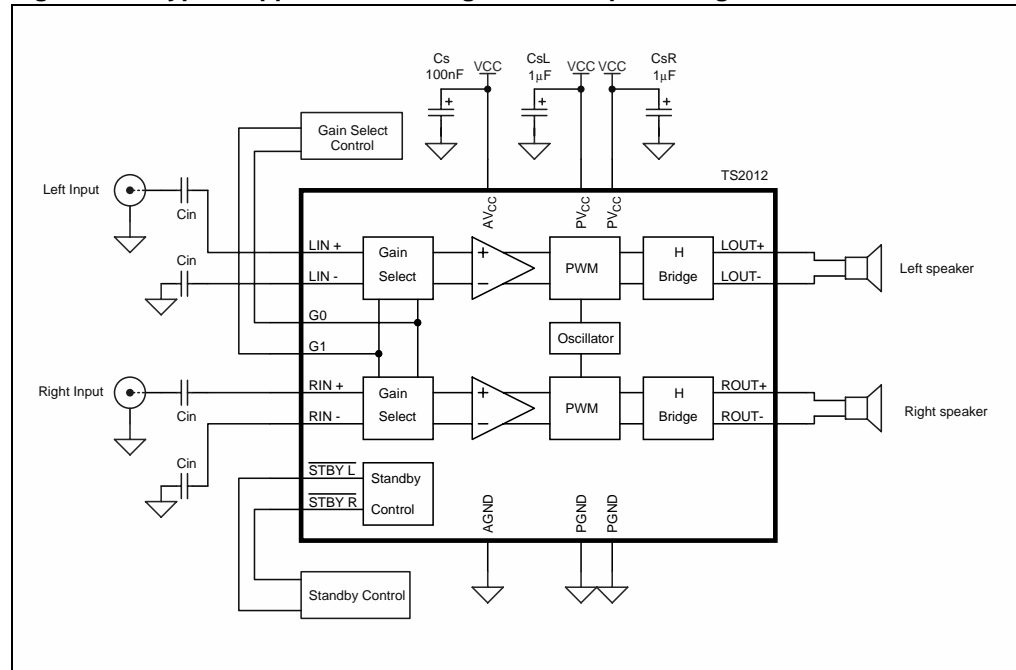 Cs
100nF
VCC
CsL
1μF
VCC
VCC
CsR
1μF
Gain Select
Control
TS2012
Left Input
Cin
AVCC
PVCC
PVCC
LIN +
LIN -
Gain
Select
PWM
H
Bridge
LOUT+
LOUT-
Left speaker
Cin
G0
G1
Oscillator
Right Input
Cin
RIN +
RIN -
Gain
Select
PWM
H
Bridge
ROUT+
ROUT-
Right speaker
Cin
STBY L
STBY R
Standby
Control
AGND
PGND
PGND
Standby Control